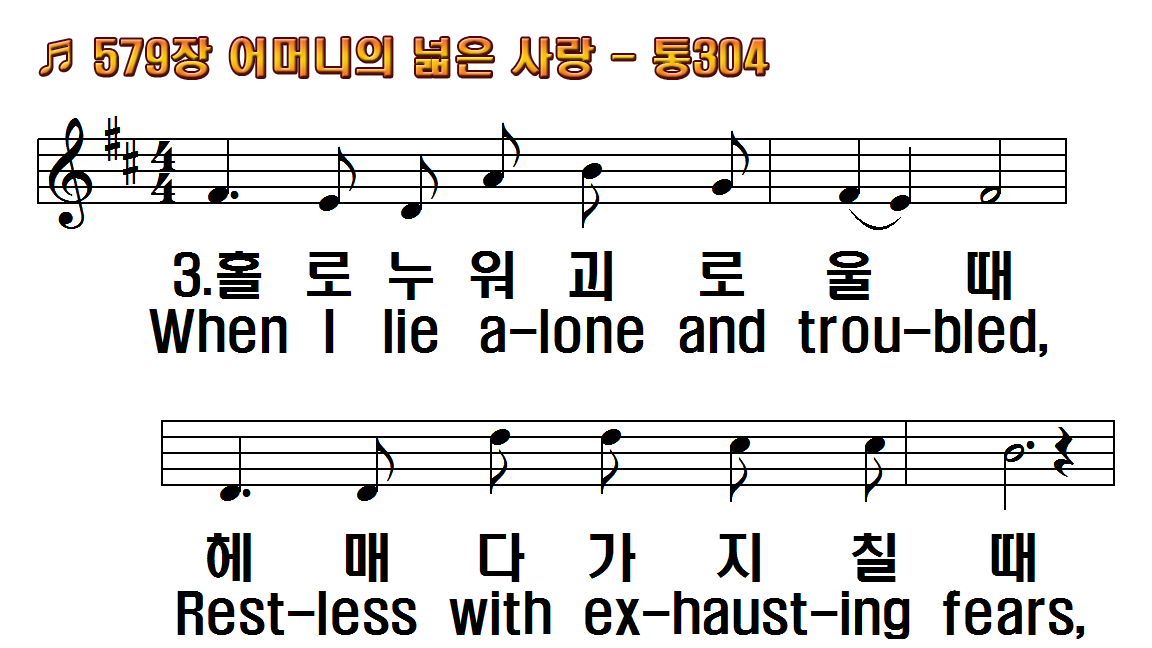 ♬ 579장 어머니의 넓은 사랑 - 통304
3.홀 로 누 워 괴 로 울 때
When I lie a-lone and trou-bled,
헤 매 다 가 지 칠 때
Rest-less with ex-haust-ing fears,